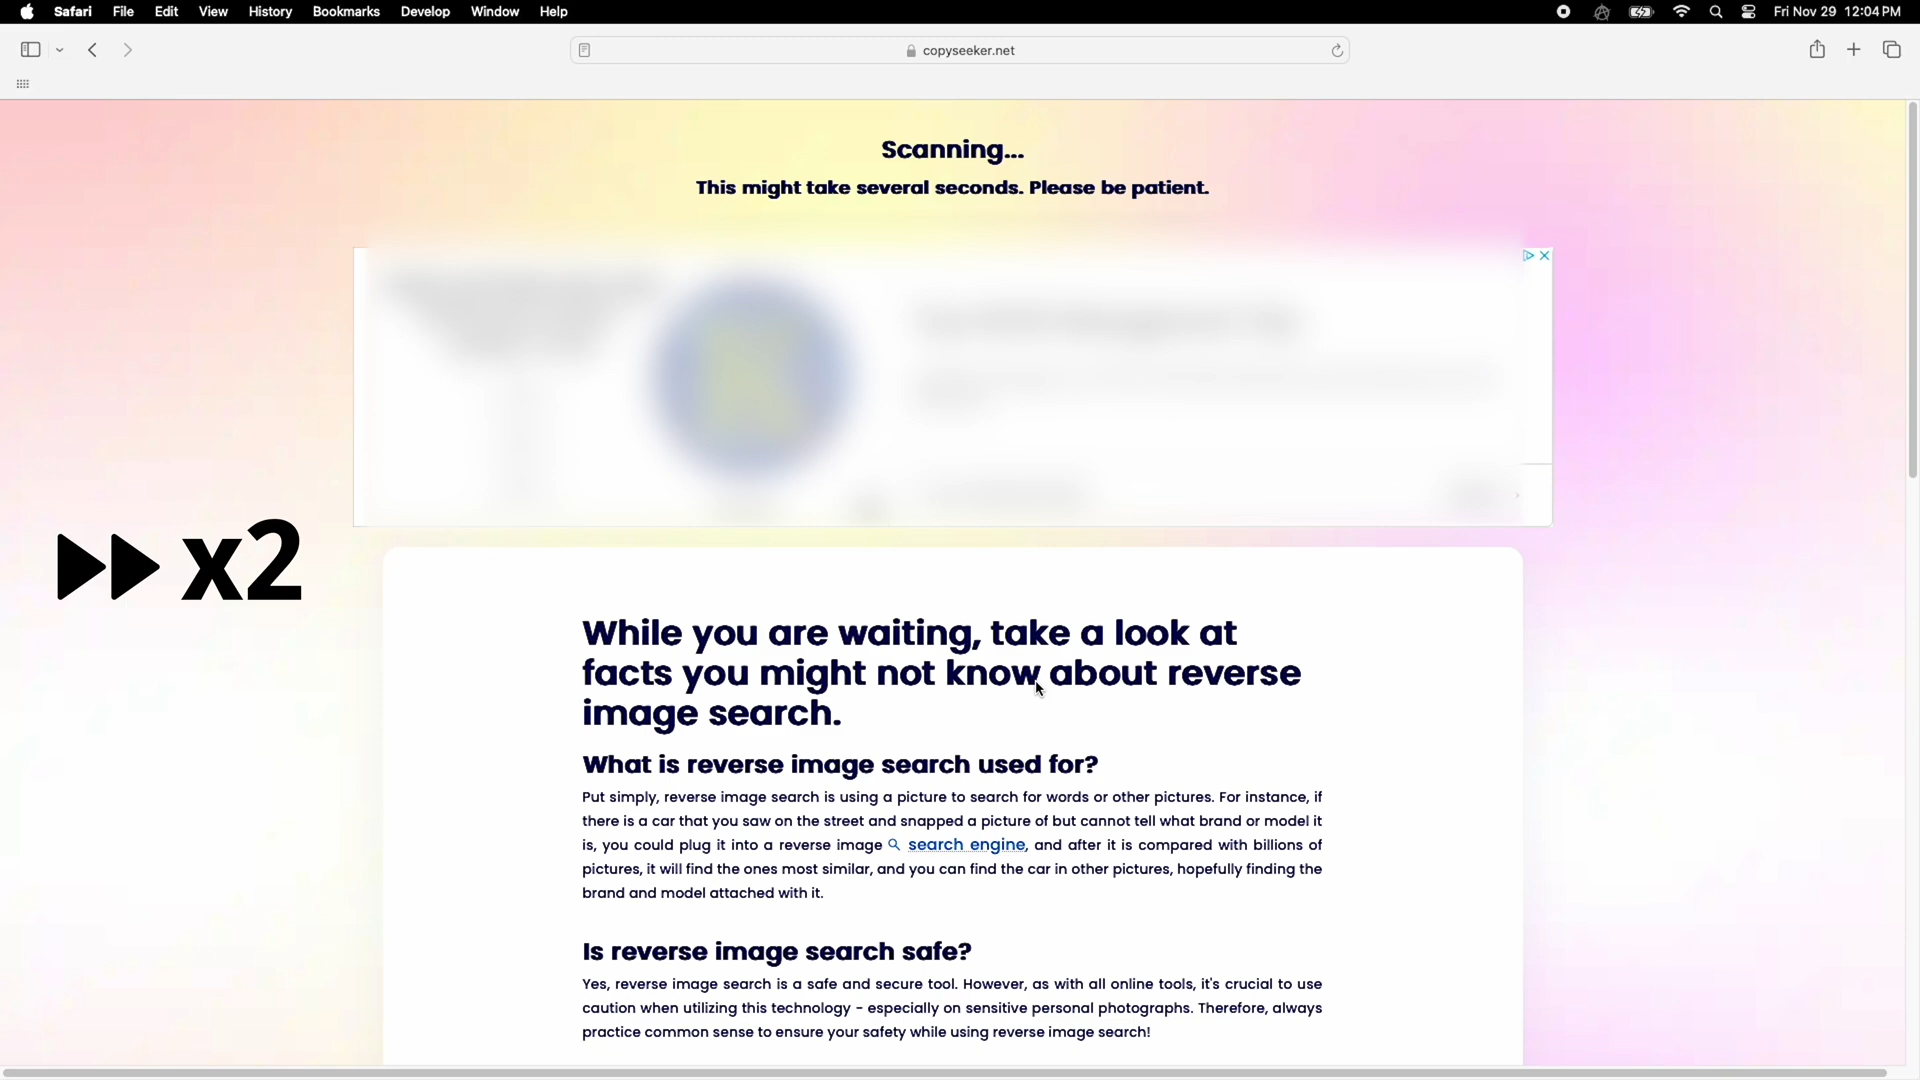 Safari File Edit View History Bookmarks Develop Window Help Fri Nov 29 12:04 PM
copyseeker.net
Scanning...
This might take several seconds. Please be patient.
x2
While you are waiting, take a look at
facts you might not know about reverse
image search.
What is reverse image search used for?
Put simply, reverse image search is using a picture to search for words or other pictures. For instance, if
there is a car that you saw on the street and snapped a picture of but cannot tell what brand or model it
is, you could plug it into a reverse image search engine, and after it is compared with billions of
pictures, it will find the ones most similar, and you can find the car in other pictures, hopefully finding the
brand and model attached with it.
Is reverse image search safe?
Yes, reverse image search is a safe and secure tool. However, as with all online tools, it's crucial to use
caution when utilizing this technology - especially on sensitive personal photographs. Therefore, always
practice common sense to ensure your safety while using reverse image search!